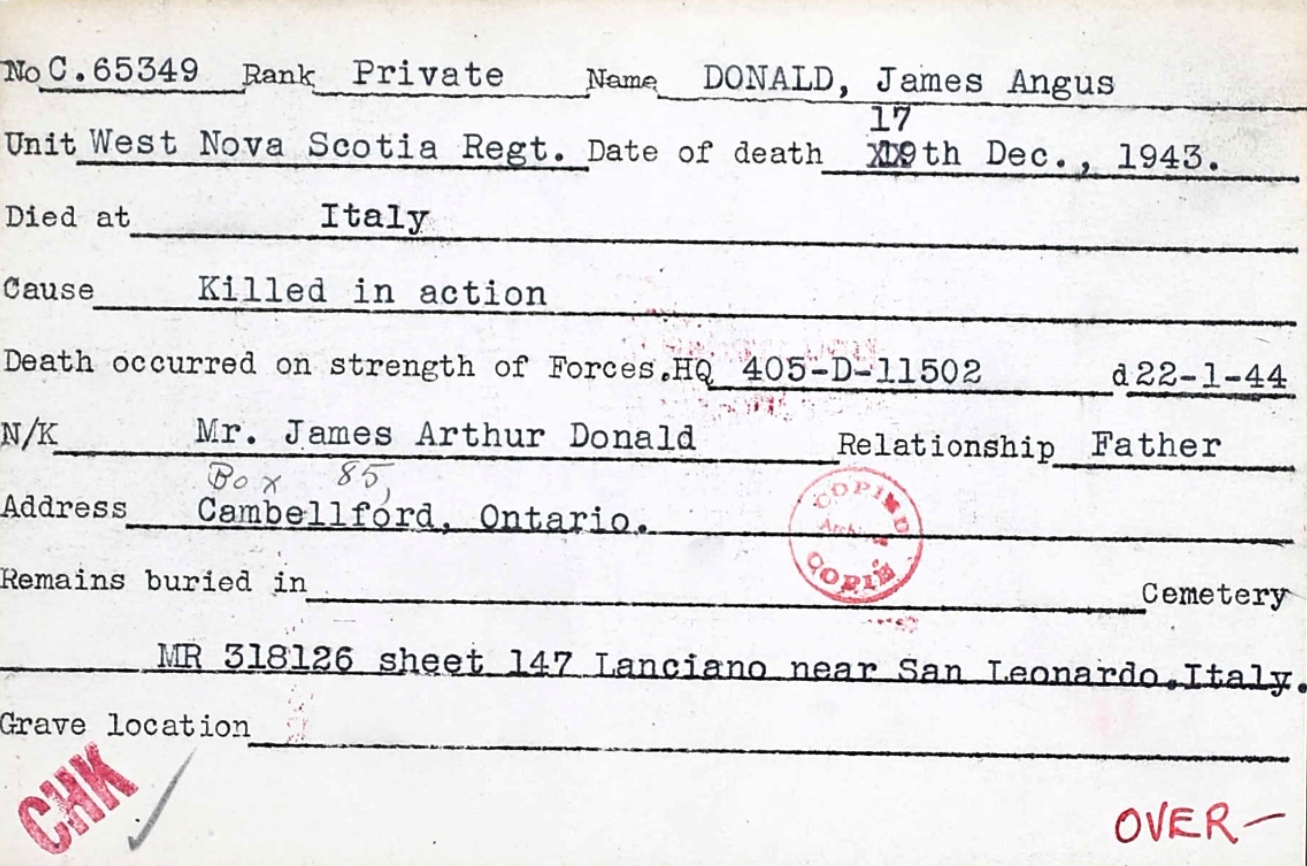 No C.65349 Rank Private Name DONALD, James Angus
17
Unit West Nova Scotia Regt. Date of death th Dec., 1943.
Died at Italy
Cause Killed in action
Death occurred on strength of Forces.HQ 405-D-11502 d 22-1-44
N/K Mr. James Arthur Donald Relationship Father
Box 85,
Address Cambellford, Ontario.
COPIED
COPIE
Remains buried in Cemetery
MR 318126 sheet 147 Lanciano near San Leonardo.Italy.
Grave location
CHK
OVER-